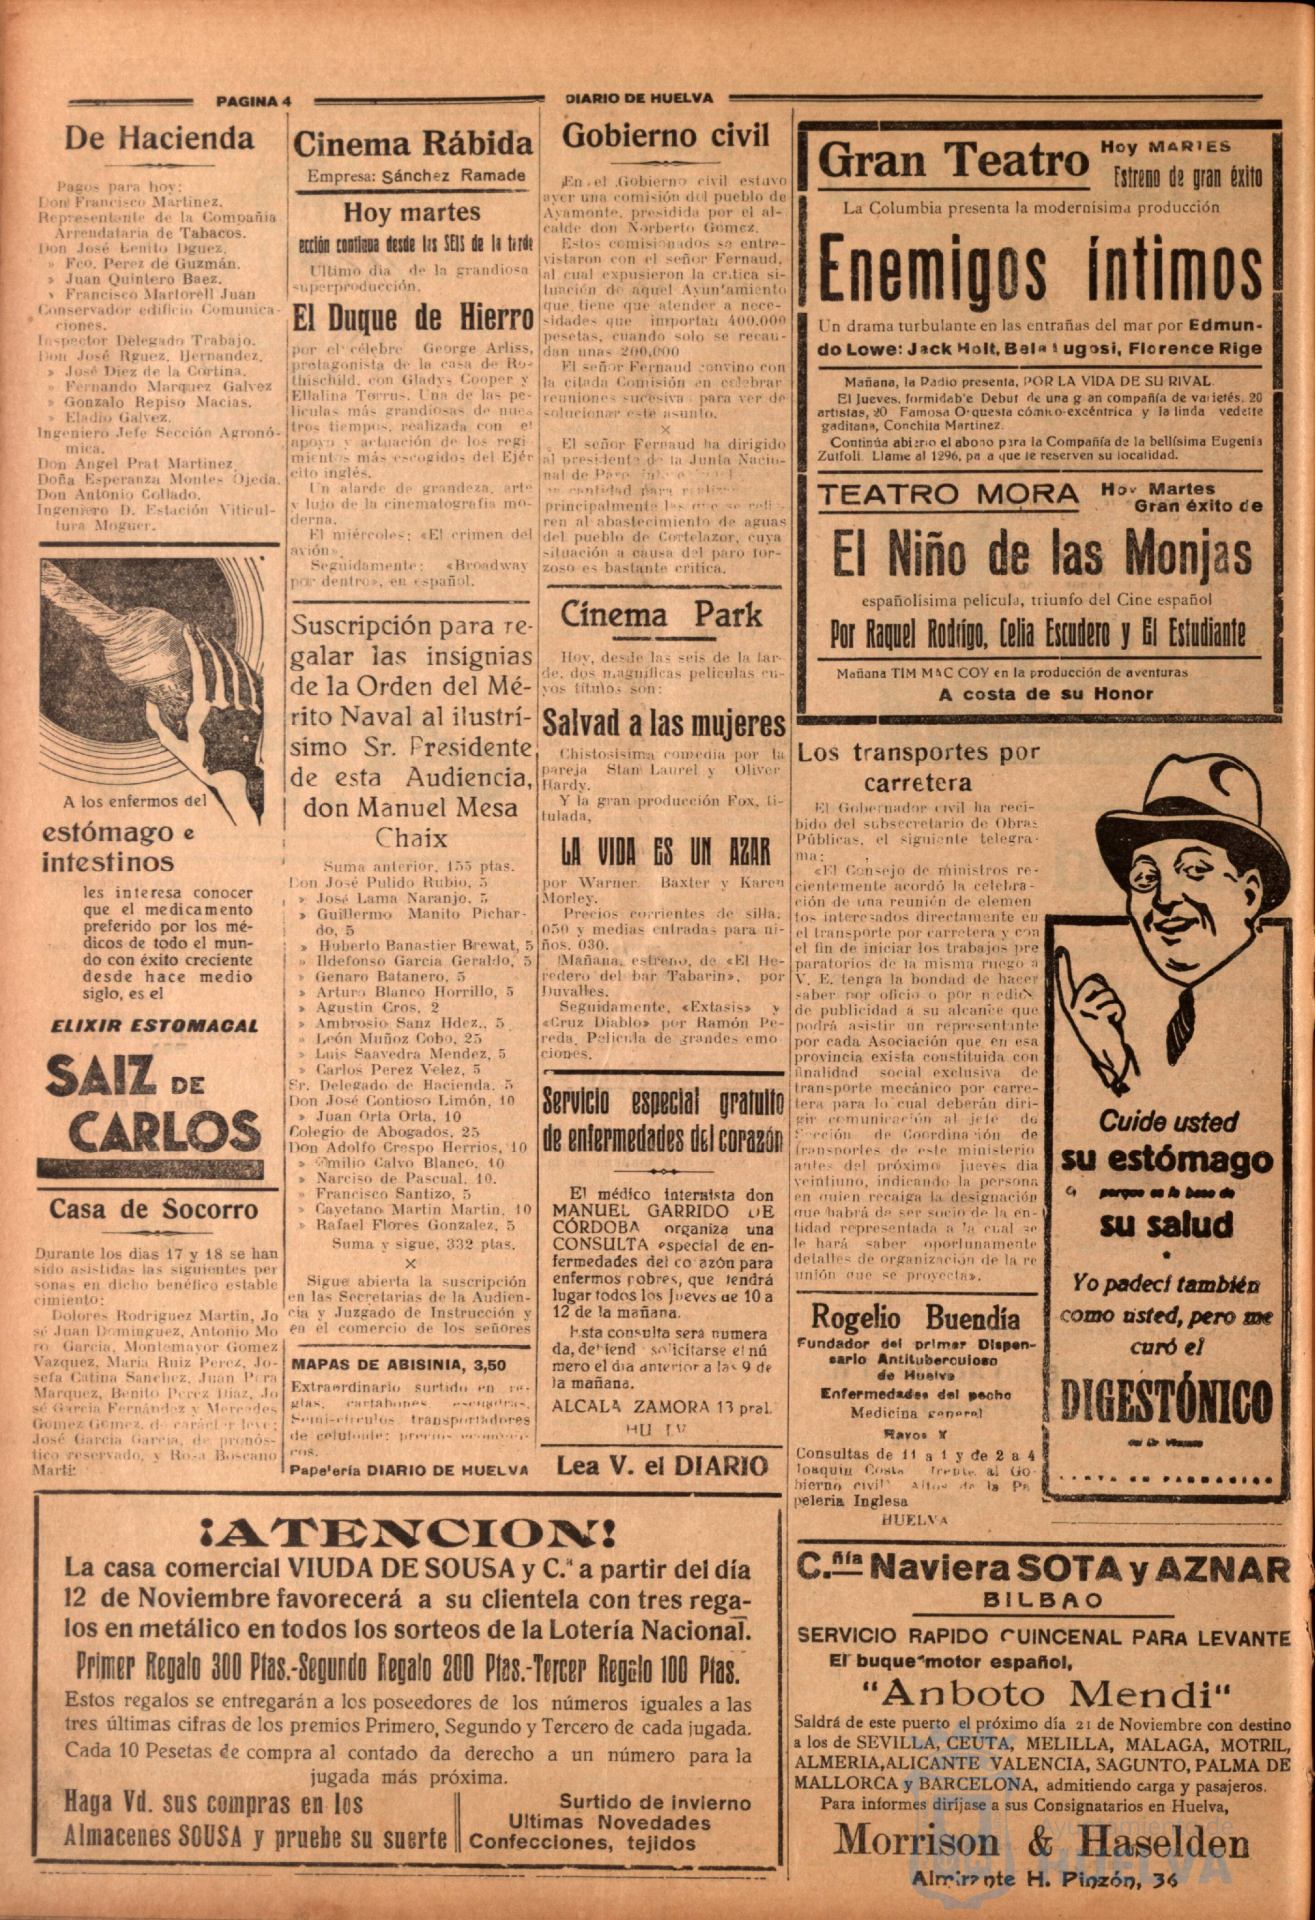 PAGINA 4
DIARIO DE HUELVA
De Hacienda
Pagos para hoy:
Don Francisco Martinez.
Representante de la Compañía
Arrendataria de Tabacos.
Don José Benito Dguez.
» Fco. Perez de Guzmán.
» Juan Quintero Baez.
» Francisco Martorell Juan
Conservador edificio Comunica-
ciones.
Inspector Delegado Trabajo.
Don José Rguez. Hernandez.
» José Diez de la Cortina.
» Fernando Marquez Galvez
» Gonzalo Repiso Macias.
» Eladio Galvez.
Ingeniero Jefe Sección Agronó-
mica.
Don Angel Prat Martinez
Doña Esperanza Montes Ojeda.
Don Antonio Collado.
Ingeniero D. Estación Viticul-
tura Moguer.
A los enfermos del
estómago e
intestinos
les interesa conocer
que el medicamento
preferido por los mé-
dicos de todo el mun-
do con éxito creciente
desde hace medio
siglo, es el
ELIXIR ESTOMACAL
SAIZ DE
CARLOS
Casa de Socorro
Durante los dias 17 y 18 se han
sido asistidas las siguientes per
sonas en dicho benéfico estable
cimiento:
Dolores Rodriguez Martin, Jo
sé Juan Dominguez, Antonio Mo
ro Garcia, Montemayor Gomez
Vazquez, Maria Ruiz Perez, Jo-
sefa Catina Sanchez, Juan Pera
Marquez, Benito Perez Diaz, Jo
sé Garcia Fernández y Mercedes
Gomez Gomez, de carácter leve;
José Garcia Garcia, de pronós-
tico reservado, y Rosa Boscano
Marti
Cinema Rábida
Empresa: Sánchez Ramade
Hoy martes
ección continua desde las SEIS de la tarde
Ultimo dia de la grandiosa
superproducción.
El Duque de Hierro
por el célebre George Arliss,
protagonista de la casa de Ro-
thischild, con Gladys Cooper y
Ellalina Torrus. Una de las pe-
liculas más grandiosas de nues
tros tiempos, realizada con el
apoyo y actuación de los regi-
mientos más escogidos del Ejér
cito inglés.
Un alarde de grandeza, arte
y lujo de la cinematografía mo-
derna.
El miércoles: «El crimen del
avión».
Seguidamente: «Broadway
por dentro», en español.
Suscripción para re-
galar las insignias
de la Orden del Mé-
rito Naval al ilustrí-
simo Sr. Presidente
de esta Audiencia,
don Manuel Mesa
Chaix
Suma anterior, 155 ptas.
Don José Pulido Rubio, 5
» José Lama Naranjo, 5
» Guillermo Manito Pichar-
do, 5
» Huberto Banastier Brewat, 5
» Ildefonso Garcia Geraldo, 5
» Genaro Batanero, 5
» Arturo Blanco Horrillo, 5
» Agustin Cros, 2
» Ambrosio Sanz Hdez., 5
» León Muñoz Cobo, 25
» Luis Saavedra Mendez, 5
» Carlos Perez Velez, 5
Sr. Delegado de Hacienda, 5
Don José Contioso Limón, 10
» Juan Orta Orta, 10
Colegio de Abogados, 25
Don Adolfo Crespo Herrios, 10
» Emilio Calvo Blanco, 10
» Narciso de Pascual, 10.
» Francisco Santizo, 5
» Cayetano Martin Martin, 10
» Rafael Flores Gonzalez, 5
Suma y sigue, 332 ptas.
×
Sigue abierta la suscripción
en las Secretarias de la Audien-
cia y Juzgado de Instrucción y
en el comercio de los señores
MAPAS DE ABISINIA, 3,50
Extraordinario surtido en re-
glas, cartabones escuadras,
Semi-circulos transportadores
de celuloide; precios económi-
cos.
Papelería DIARIO DE HUELVA
Gobierno civil
En el Gobierno civil estuvo
ayer una comisión del pueblo de
Ayamonte, presidida por el al-
calde don Norberto Gomez.
Estos comisionados se entre-
vistaron con el señor Fernaud,
al cual expusieron la crítica si-
tuación de aquel Ayuntamiento
que tiene que atender a nece-
sidades que importan 400.000
pesetas, cuando solo se recau-
dan unas 200.000
El señor Fernaud convino con
la citada Comisión en celebrar
reuniones sucesiva para ver de
solucionar este asunto.
×
El señor Fernaud ha dirigido
al presidente de la Junta Nacio-
nal de Paro
cantidad para
principalmente las que se refie-
ren al abastecimiento de aguas
del pueblo de Cortelazor, cuya
situación a causa del paro for-
zoso es bastante critica.
Cinema Park
Hoy, desde las seis de la tar-
de, dos magníficas peliculas cu-
yos títulos son:
Salvad a las mujeres
Chistosisima comedia por la
pareja Stan Laurel y Oliver
Hardy.
Y la gran producción Fox, ti-
tulada,
LA VIDA ES UN AZAR
por Warner Baxter y Karen
Morley.
Precios corrientes de silla,
050 y medias entradas para ni-
ños, 030.
Mañana, estreno, de «El He-
redero del bar Tabarin», por
Duvalles.
Seguidamente, «Extasis» y
«Cruz Diablo» por Ramón Pe-
reda. Película de grandes emo
ciones.
Servicio especial gratuito
de enfermedades del corazón
El médico internista don
MANUEL GARRIDO DE
CÓRDOBA organiza una
CONSULTA especial de en-
fermedades del co azón para
enfermos pobres, que tendrá
lugar todos los jueves de 10 a
12 de la mañana.
Esta consulta sera numera
da, debiend solicitarse el nú
mero el dia anterior a las 9 de
la mañana.
ALCALA ZAMORA 13 pral.
Lea V. el DIARIO
Gran Teatro
Hoy MARTES
Estreno de gran éxito
La Columbia presenta la modernísima producción
Enemigos íntimos
Un drama turbulante en las entrañas del mar por Edmun-
do Lowe: Jack Holt, Bela Lugosi, Florence Rige
Mañana, la Radio presenta, POR LA VIDA DE SU RIVAL.
El Jueves, formidab'e Debut de una g an compañía de varietés. 20
artistas, 20 Famosa Orquesta cómico-excéntrica y la linda vedette
gaditana, Conchita Martinez.
Continúa abierto el abono para la Compañía de la bellísima Eugenia
Zuffoli. Llame al 1296, pa a que le reserven su localidad.
TEATRO MORA
Hoy Martes
Gran éxito de
El Niño de las Monjas
españolísima película, triunfo del Cine español
Por Raquel Rodrigo, Celia Escudero y El Estudiante
Mañana TIM MAC COY en la producción de aventuras
A costa de su Honor
Los transportes por
carretera
El Gobernador civil ha reci-
bido del subsecretario de Obras
Públicas, el siguiente telegra-
ma:
«El Consejo de ministros re-
cientemente acordó la celebra-
ción de una reunión de elemen
tos interesados directamente en
el transporte por carretera y con
el fin de iniciar los trabajos pre
paratorios de la misma ruego a
V. E. tenga la bondad de hacer
saber por oficio o por medio
de publicidad a su alcance que
podrá asistir un representante
por cada Asociación que en esa
provincia exista constituida con
finalidad social exclusiva de
transporte mecánico por carre-
tera para lo cual deberán diri-
gir comunicación al jefe de
Sección de Coordinación de
transportes de este ministerio
antes del próximo jueves dia
veintiuno, indicando la persona
en quien recaiga la designación
que habrá de ser socio de la en-
tidad representada a la cual se
le hará saber oportunamente
detalles de organización de la re
unión que se proyecta».
Rogelio Buendía
Fundador del primer Dispen-
sario Antituberculoso
de Huelva
Enfermedades del pecho
Medicina general
Rayos X
Consultas de 11 a 1 y de 2 a 4
Joaquín Costa frente al Go-
bierno civil Altos de la Pa
pelería Inglesa
HUELVA
Cuide usted
su estómago
porque es la base de
su salud
•
Yo padecí también
como usted, pero me
curó el
DIGESTÓNICO
del Dr. Vicente
VENTA EN FARMACIAS
¡ATENCION!
La casa comercial VIUDA DE SOUSA y C.ª a partir del día
12 de Noviembre favorecerá a su clientela con tres rega-
los en metálico en todos los sorteos de la Lotería Nacional.
Primer Regalo 300 Ptas.-Segundo Regalo 200 Ptas.-Tercer Regalo 100 Ptas.
Estos regalos se entregarán a los poseedores de los números iguales a las
tres últimas cifras de los premios Primero, Segundo y Tercero de cada jugada.
Cada 10 Pesetas de compra al contado da derecho a un número para la
jugada más próxima.
Haga Vd. sus compras en los
Almacenes SOUSA y pruebe su suerte
Surtido de invierno
Ultimas Novedades
Confecciones, tejidos
C.ñía Naviera SOTA y AZNAR
BILBAO
SERVICIO RAPIDO QUINCENAL PARA LEVANTE
El buque motor español,
"Anboto Mendi"
Saldrá de este puerto el próximo día 21 de Noviembre con destino
a los de SEVILLA, CEUTA, MELILLA, MALAGA, MOTRIL,
ALMERIA, ALICANTE VALENCIA, SAGUNTO, PALMA DE
MALLORCA y BARCELONA, admitiendo carga y pasajeros.
Para informes diríjase a sus Consignatarios en Huelva,
Morrison & Haselden
Almirante H. Pinzón, 36
Ayuntamiento de
HUELVA